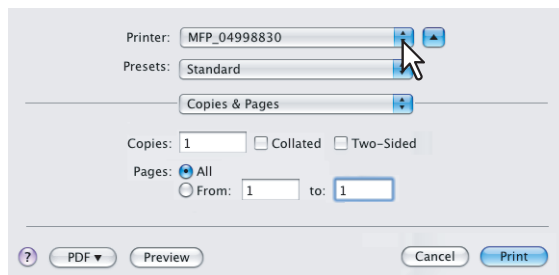 Printer: MFP_04998830
Presets: Standard
Copies & Pages
Copies: 1 Collated Two-Sided
Pages: All
From: 1 to: 1
? PDF▼ Preview Cancel Print